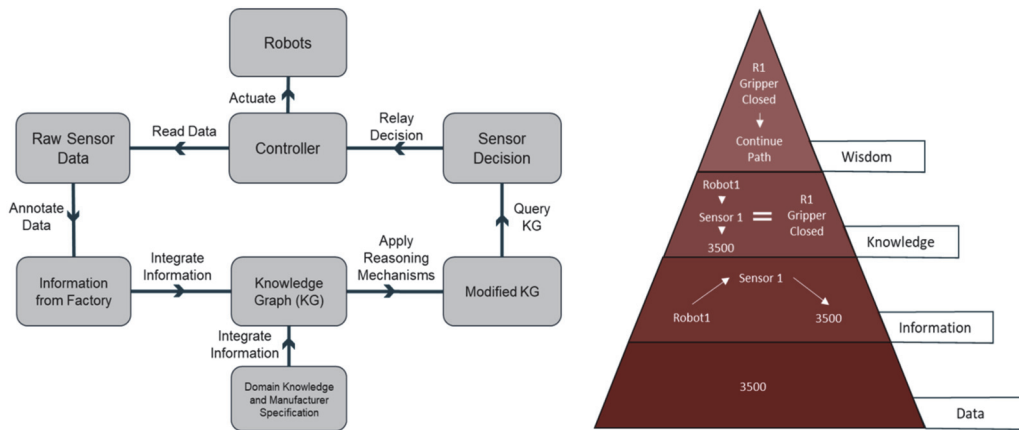 Robots
Actuate
Raw Sensor
Data
Read Data
Controller
Relay
Decision
Sensor
Decision
Annotate
Data
Query
KG
Information
from Factory
Integrate
Information
Knowledge
Graph (KG)
Apply
Reasoning
Mechanisms
Modified KG
Integrate
Information
Domain Knowledge
and Manufacturer
Specification
R1
Gripper
Closed
Continue
Path
Wisdom
Robot1
Sensor 1
3500
=
R1
Gripper
Closed
Knowledge
Sensor 1
Robot1
3500
Information
3500
Data